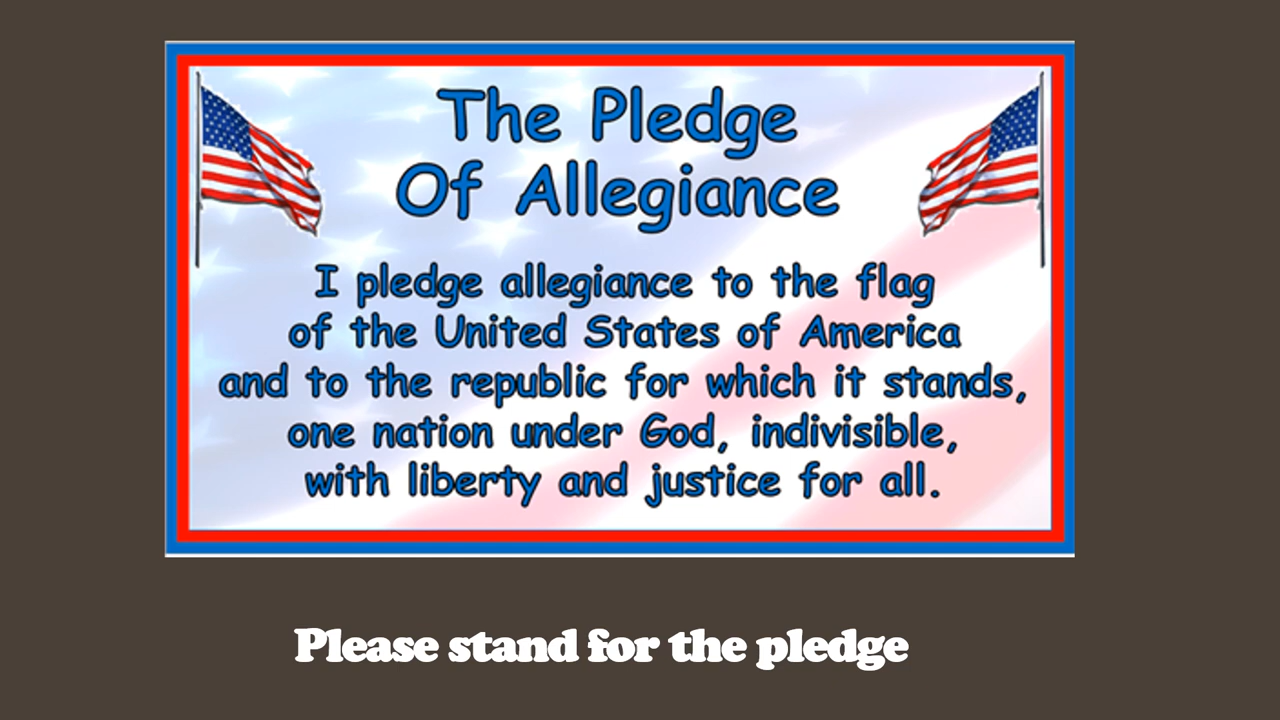 The Pledge
Of Allegiance
I pledge allegiance to the flag
of the United States of America
and to the republic for which it stands,
one nation under God, indivisible,
with liberty and justice for all.
Please stand for the pledge